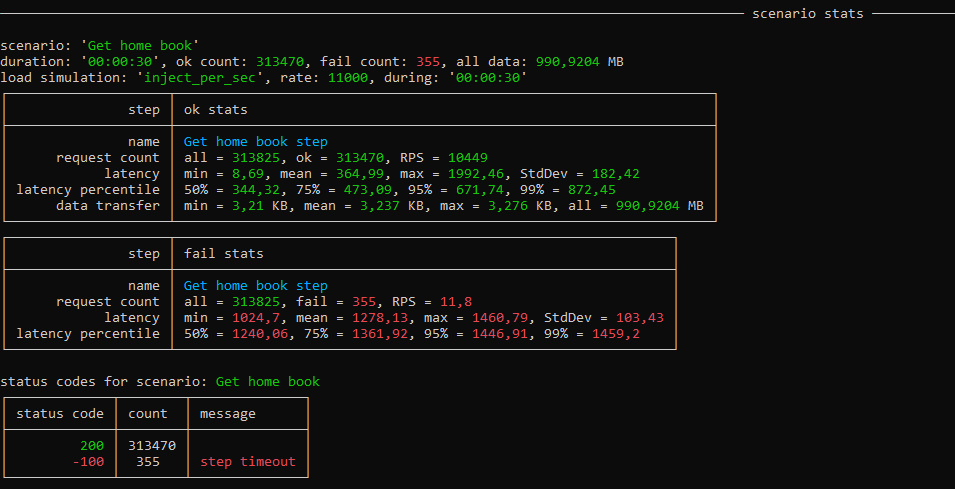 scenario stats
scenario: 'Get home book'
duration: '00:00:30', ok count: 313470, fail count: 355, all data: 990,9204 MB
load simulation: 'inject_per_sec', rate: 11000, during: '00:00:30'
step ok stats
name Get home book step
request count all = 313825, ok = 313470, RPS = 10449
latency min = 8,69, mean = 364,99, max = 1992,46, StdDev = 182,42
latency percentile 50% = 344,32, 75% = 473,09, 95% = 671,74, 99% = 872,45
data transfer min = 3,21 KB, mean = 3,237 KB, max = 3,276 KB, all = 990,9204 MB
step fail stats
name Get home book step
request count all = 313825, fail = 355, RPS = 11,8
latency min = 1024,7, mean = 1278,13, max = 1460,79, StdDev = 103,43
latency percentile 50% = 1240,06, 75% = 1361,92, 95% = 1446,91, 99% = 1459,2
status codes for scenario: Get home book
status code count message
200 313470
-100 355 step timeout